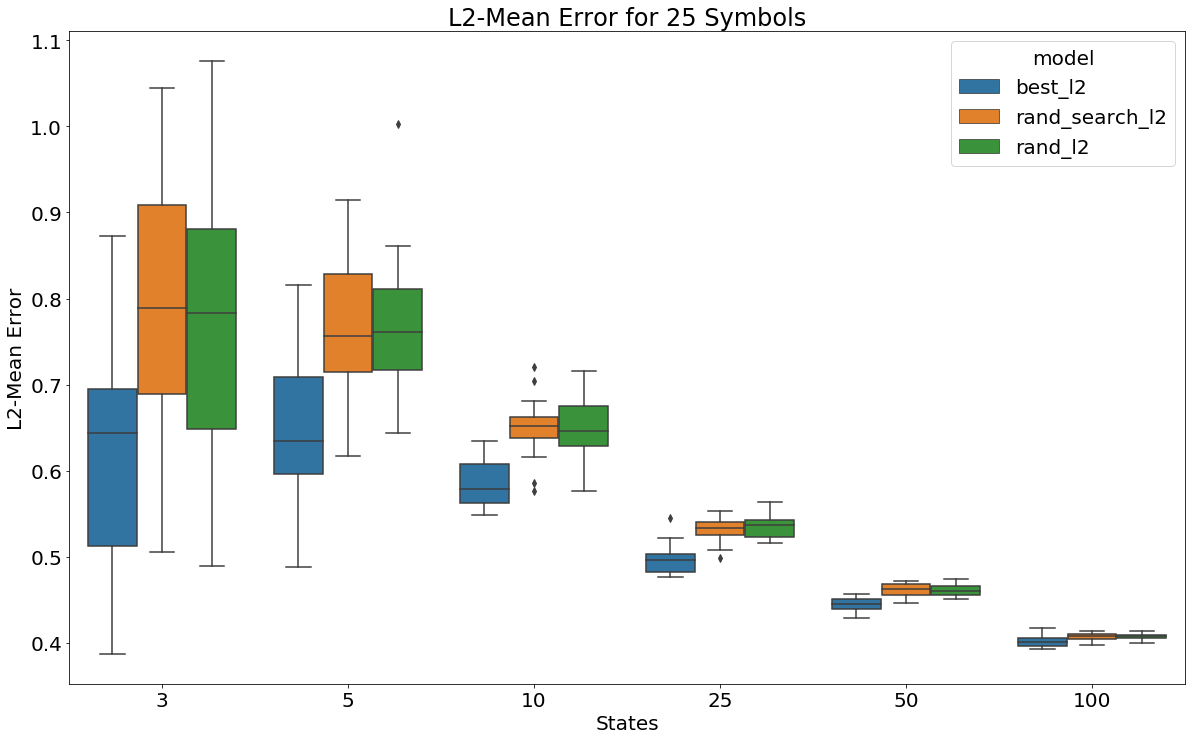 L2-Mean Error for 25 Symbols
1.1
1.0
0.9
0.8
0.7
0.6
0.5
0.4
L2-Mean Error
model
best_l2
rand_search_l2
rand_l2
3 5 10 25 50 100
States